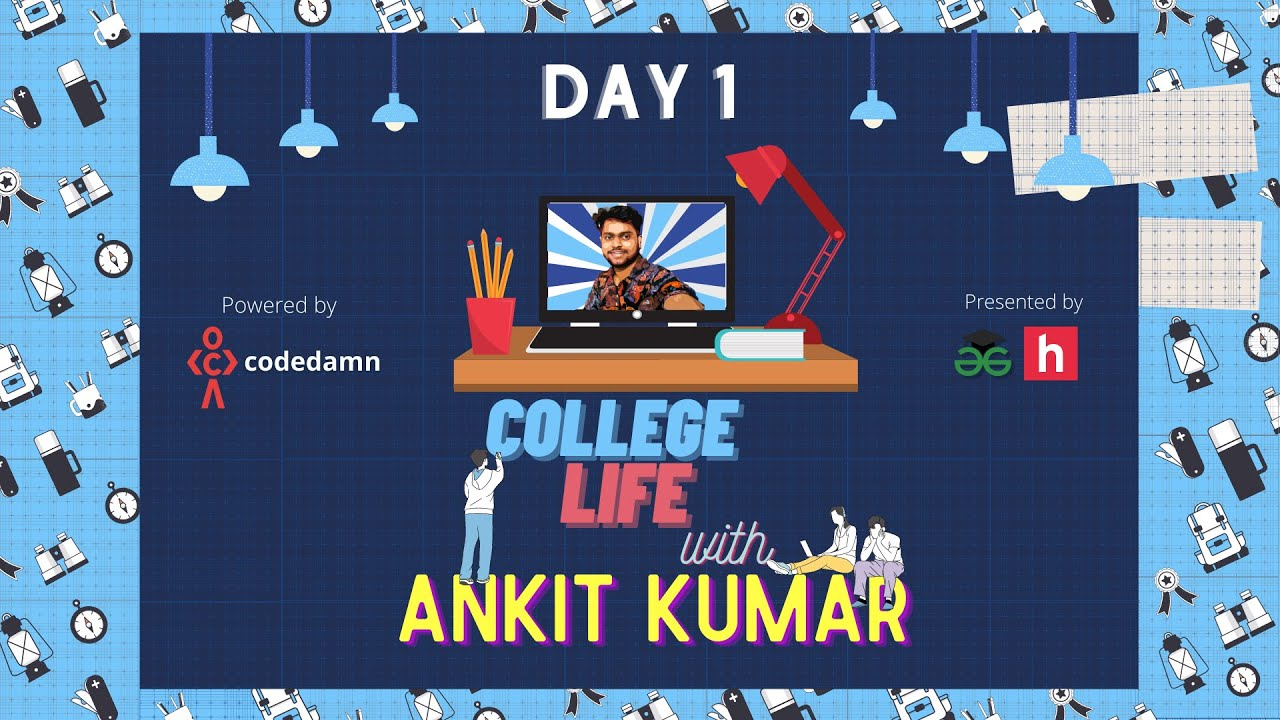 DAY 1
Powered by
codedamn
Presented by
h
COLLEGE
LIFE
with
ANKIT KUMAR